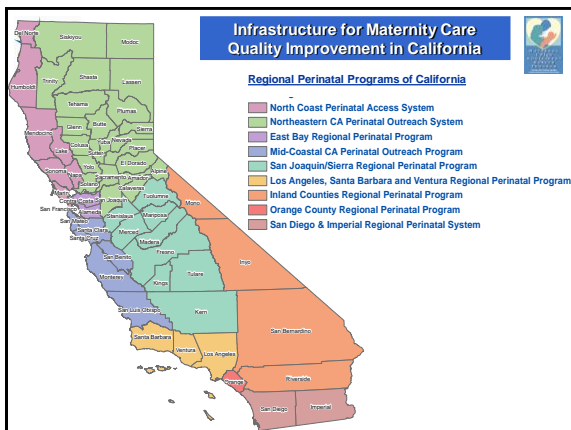 Infrastructure for Maternity Care
Quality Improvement in California
Regional Perinatal Programs of California
North Coast Perinatal Access System
Northeastern CA Perinatal Outreach System
East Bay Regional Perinatal Program
Mid-Coastal CA Perinatal Outreach Program
San Joaquin/Sierra Regional Perinatal Program
Los Angeles, Santa Barbara and Ventura Regional Perinatal Program
Inland Counties Regional Perinatal Program
Orange County Regional Perinatal Program
San Diego & Imperial Regional Perinatal System
Del Norte
Siskiyou
Modoc
Humboldt
Trinity
Shasta
Lassen
Tehama
Plumas
Mendocino
Glenn
Butte
Sierra
Lake
Colusa
Sutter
Yuba
Nevada
Placer
Sonoma
Napa
Yolo
El Dorado
Sacramento
Amador
Alpine
Marin
Solano
Calaveras
Contra Costa
San Joaquin
Tuolumne
Mono
San Francisco
Alameda
Stanislaus
Mariposa
San Mateo
Santa Clara
Merced
Santa Cruz
Madera
San Benito
Fresno
Inyo
Monterey
Kings
Tulare
San Luis Obispo
Kern
San Bernardino
Santa Barbara
Ventura
Los Angeles
Orange
Riverside
San Diego
Imperial